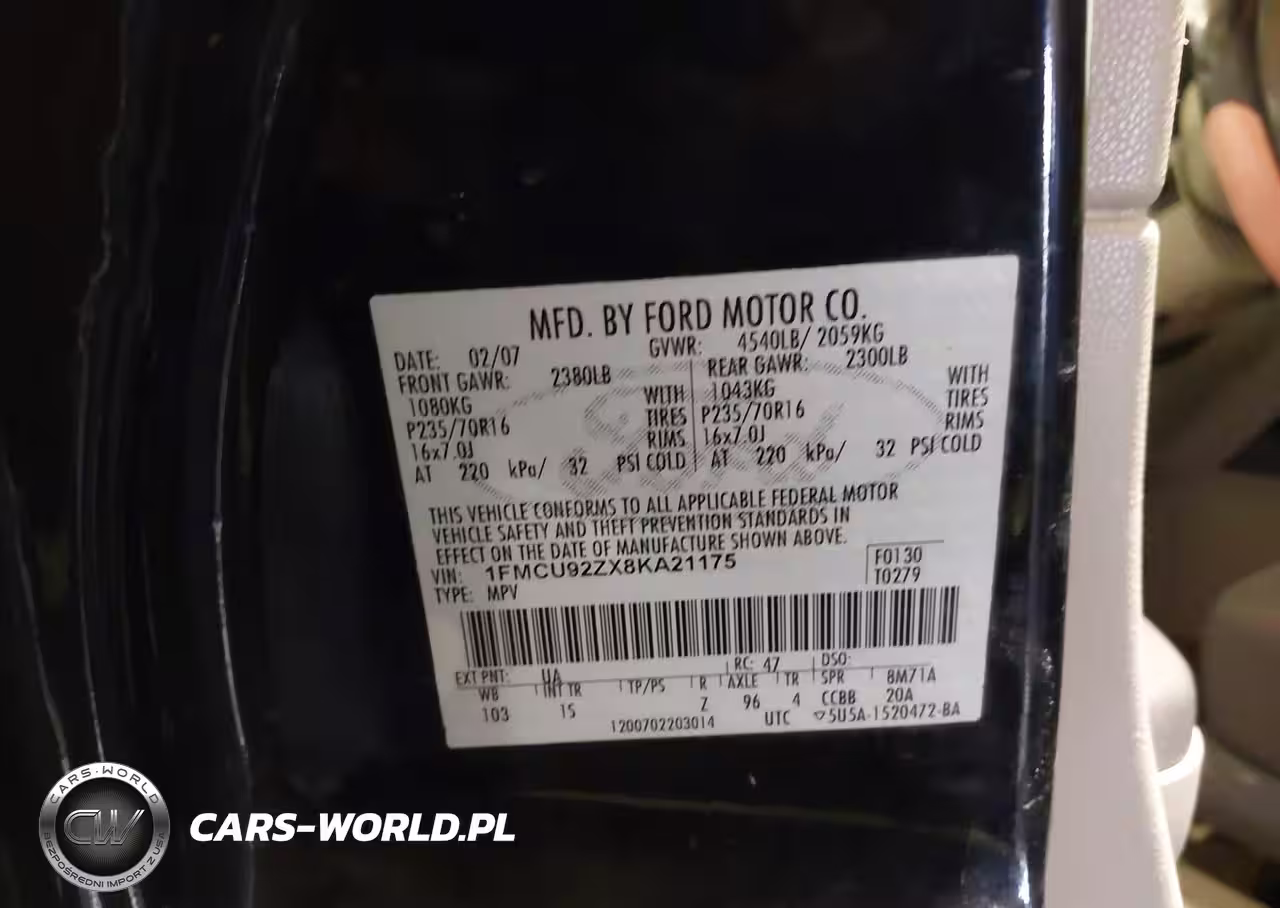 MFD. BY FORD MOTOR CO.
DATE: 02/07 GVWR: 4540LB/ 2059KG
FRONT GAWR: 2380LB REAR GAWR: 2300LB
1080KG WITH 1043KG WITH
P235/70R16 TIRES P235/70R16 TIRES
16x7.0J RIMS 16x7.0J RIMS
AT 220 kPa/ 32 PSI COLD AT 220 kPa/ 32 PSI COLD
THIS VEHICLE CONFORMS TO ALL APPLICABLE FEDERAL MOTOR
VEHICLE SAFETY AND THEFT PREVENTION STANDARDS IN
EFFECT ON THE DATE OF MANUFACTURE SHOWN ABOVE.
VIN: 1FMCU92ZX8KA21175 F0130
TYPE: MPV T0279
EXT PNT: UA RC: 47 DSO:
WB INT TR TP/PS R AXLE TR SPR 8M71A
103 15 Z 96 4 CCBB 20A
1200702203014 UTC ▽5U5A-1520472-BA
CARS-WORLD
CW
BEZPOŚREDNI IMPORT Z USA
CARS-WORLD.PL